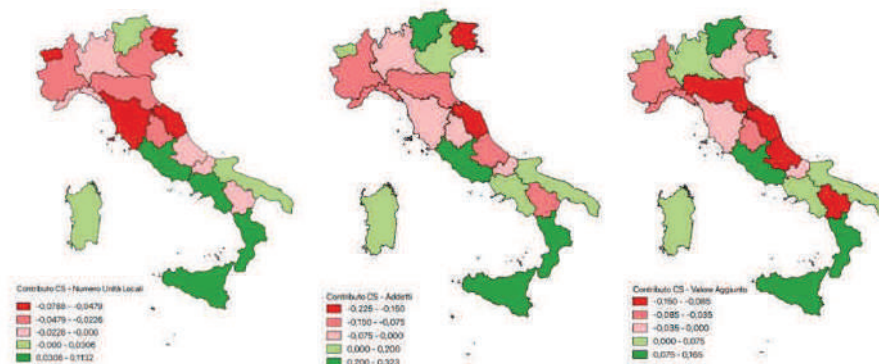 Contributo CS - Numero Unità Locali
-0,0788 - -0,0479
-0,0479 - -0,0226
-0,0226 - -0,000
-0,000 - 0,0306
0,0306 - 0,1132
Contributo CS - Addetti
-0,225 - -0,150
-0,150 - -0,075
-0,075 - 0,000
0,000 - 0,200
0,200 - 0,323
Contributo CS - Valore Aggiunto
-0,150 - -0,085
-0,085 - -0,035
-0,035 - 0,000
0,000 - 0,075
0,075 - 0,165